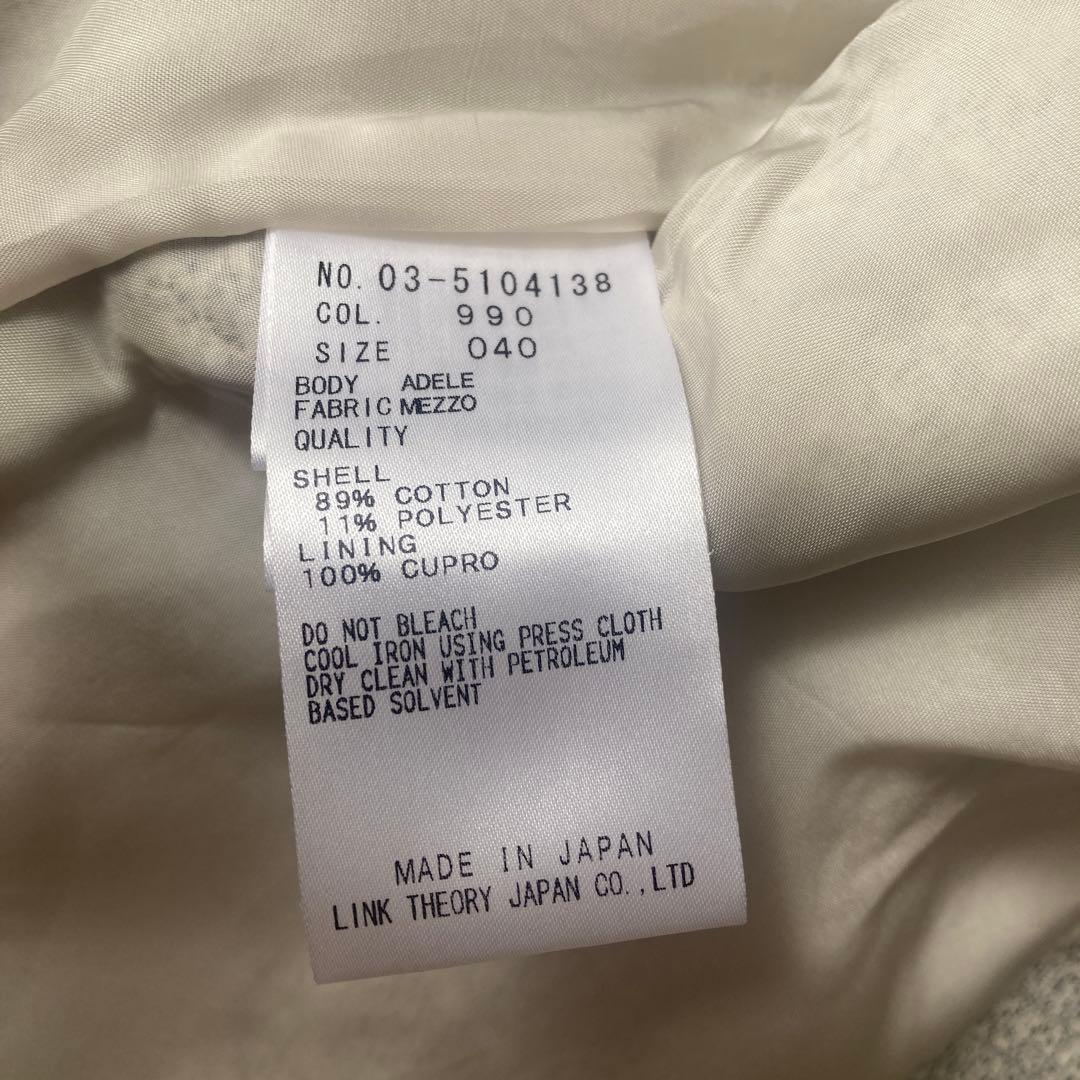 NO. 03-5104138
COL. 990
SIZE 040
BODY ADELE
FABRIC MEZZO
QUALITY
SHELL
89% COTTON
11% POLYESTER
LINING
100% CUPRO
DO NOT BLEACH
COOL IRON USING PRESS CLOTH
DRY CLEAN WITH PETROLEUM
BASED SOLVENT
MADE IN JAPAN
LINK THEORY JAPAN CO.,LTD